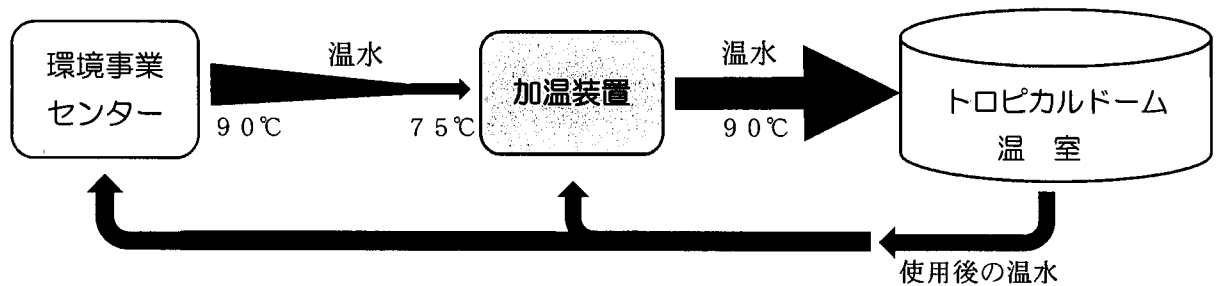 環境事業
センター
温水
90℃
75℃
加温装置
温水
90℃
トロピカルドーム
温 室
使用後の温水